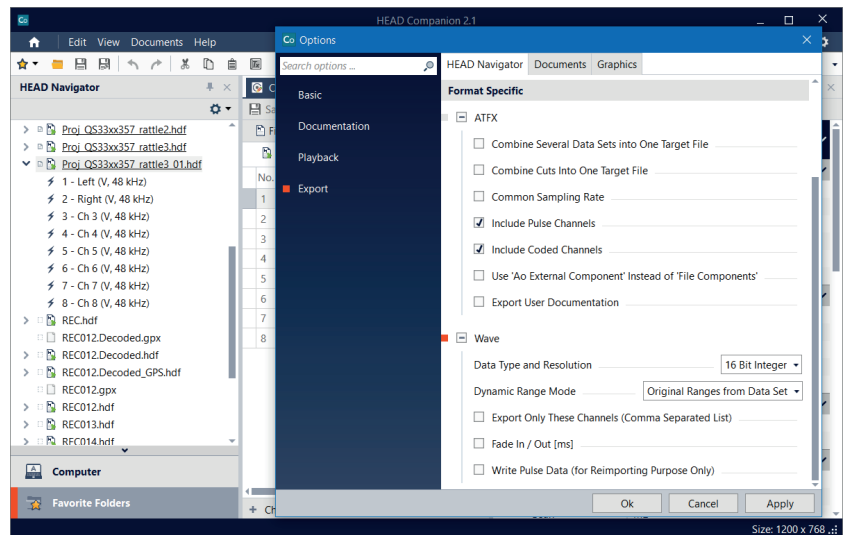 Co HEAD Companion 2.1
Edit View Documents Help
HEAD Navigator
Proj_QS33xx357_rattle2.hdf
Proj_QS33xx357_rattle3.hdf
Proj_QS33xx357_rattle3_01.hdf
1 - Left (V, 48 kHz)
2 - Right (V, 48 kHz)
3 - Ch 3 (V, 48 kHz)
4 - Ch 4 (V, 48 kHz)
5 - Ch 5 (V, 48 kHz)
6 - Ch 6 (V, 48 kHz)
7 - Ch 7 (V, 48 kHz)
8 - Ch 8 (V, 48 kHz)
REC.hdf
REC012.Decoded.gpx
REC012.Decoded.hdf
REC012.Decoded_GPS.hdf
REC012.gpx
REC012.hdf
REC013.hdf
REC014.hdf
Computer
Favorite Folders
No.
1
2
3
4
5
6
7
8
Co Options
Search options ...
Basic
Documentation
Playback
Export
HEAD Navigator Documents Graphics
Format Specific
ATFX
Combine Several Data Sets into One Target File
Combine Cuts Into One Target File
Common Sampling Rate
Include Pulse Channels
Include Coded Channels
Use 'Ao External Component' Instead of 'File Components'
Export User Documentation
Wave
Data Type and Resolution 16 Bit Integer
Dynamic Range Mode Original Ranges from Data Set
Export Only These Channels (Comma Separated List)
Fade In / Out [ms]
Write Pulse Data (for Reimporting Purpose Only)
Ok Cancel Apply
Size: 1200 x 768